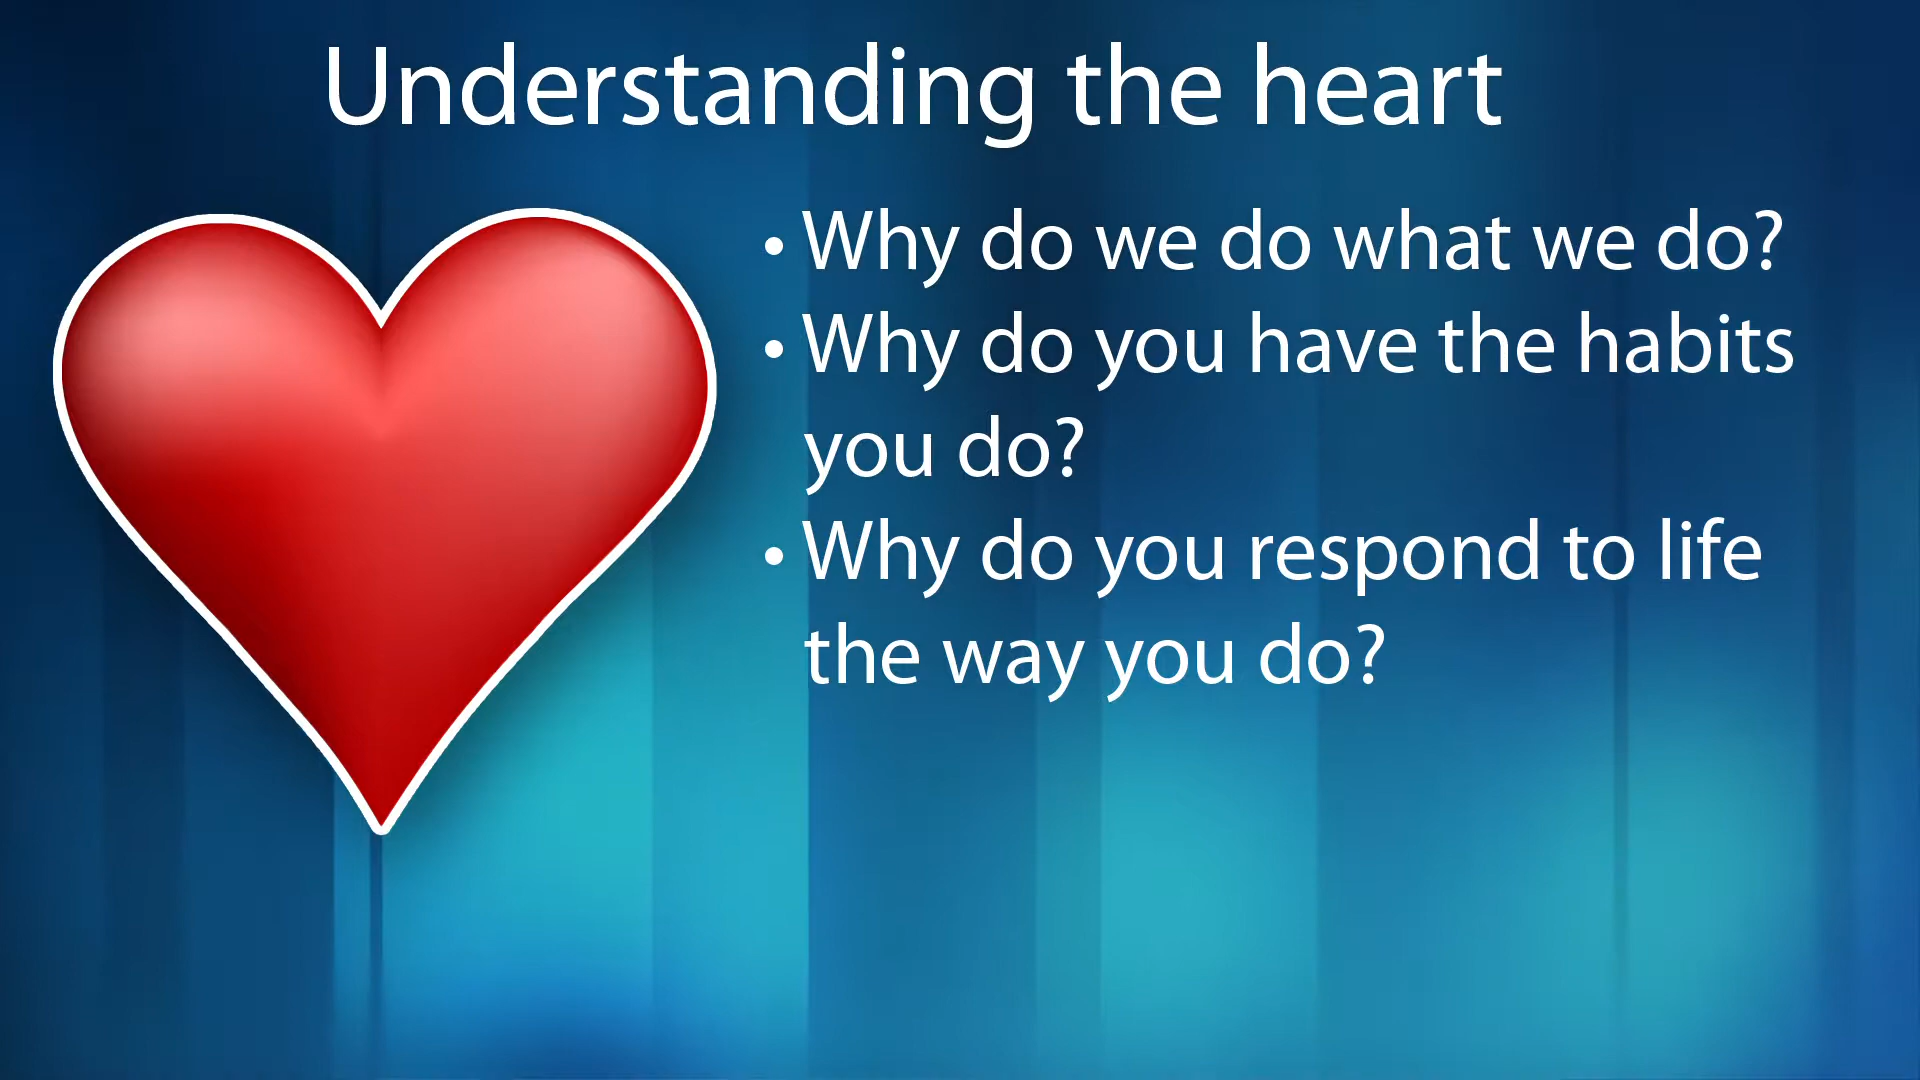 Understanding the heart
• Why do we do what we do?
• Why do you have the habits
you do?
• Why do you respond to life
the way you do?